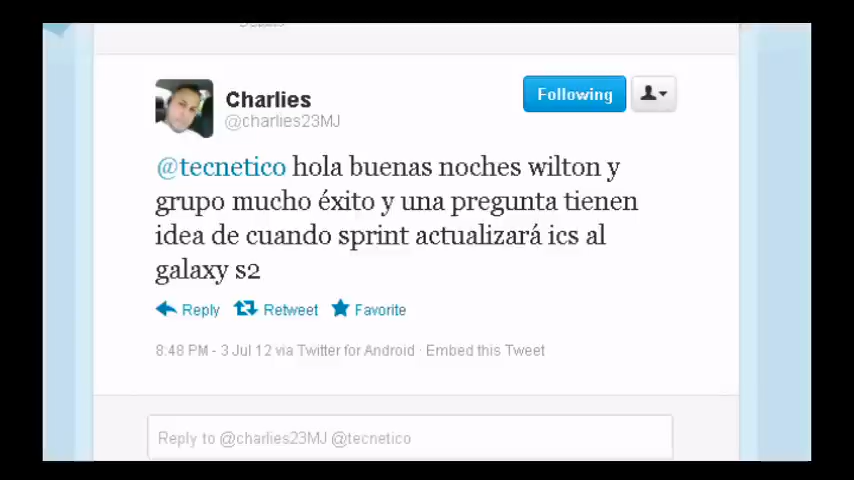 Charlies
Following
@charlies23MJ
@tecnetico hola buenas noches wilton y
grupo mucho éxito y una pregunta tienen
idea de cuando sprint actualizará ics al
galaxy s2
Reply Retweet Favorite
8:48 PM - 3 Jul 12 via Twitter for Android · Embed this Tweet
Reply to @charlies23MJ @tecnetico